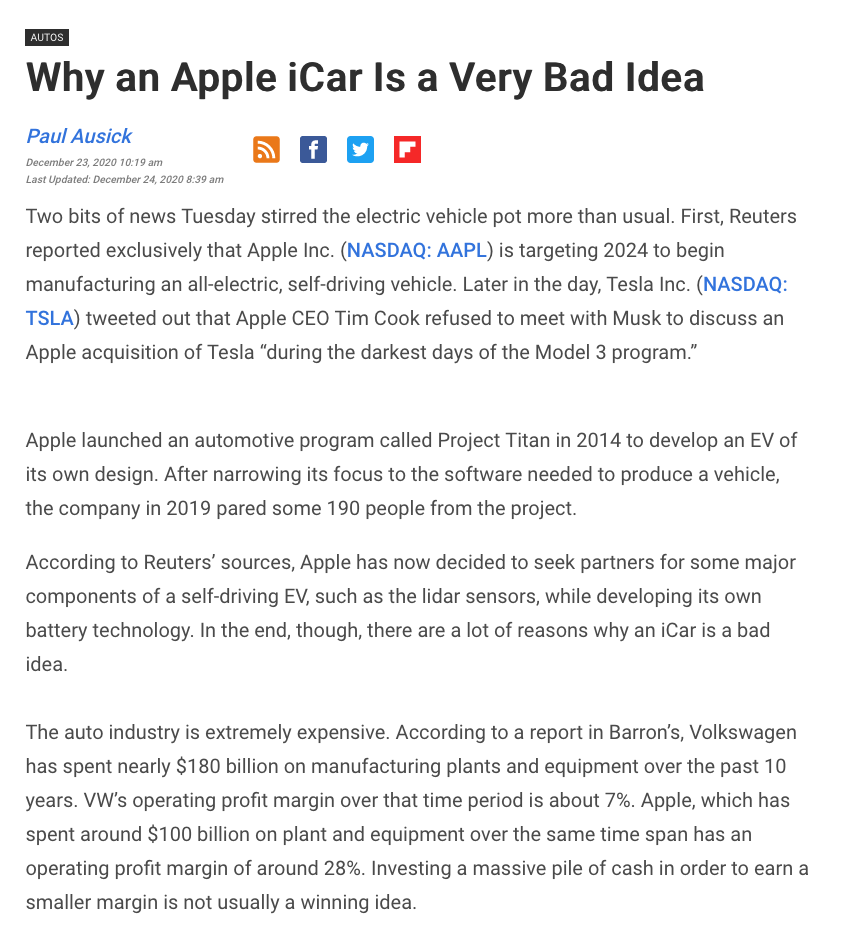 AUTOS
Why an Apple iCar Is a Very Bad Idea
Paul Ausick
December 23, 2020 10:19 am
Last Updated: December 24, 2020 8:39 am
Two bits of news Tuesday stirred the electric vehicle pot more than usual. First, Reuters
reported exclusively that Apple Inc. (NASDAQ: AAPL) is targeting 2024 to begin
manufacturing an all-electric, self-driving vehicle. Later in the day, Tesla Inc. (NASDAQ:
TSLA) tweeted out that Apple CEO Tim Cook refused to meet with Musk to discuss an
Apple acquisition of Tesla “during the darkest days of the Model 3 program.”
Apple launched an automotive program called Project Titan in 2014 to develop an EV of
its own design. After narrowing its focus to the software needed to produce a vehicle,
the company in 2019 pared some 190 people from the project.
According to Reuters’ sources, Apple has now decided to seek partners for some major
components of a self-driving EV, such as the lidar sensors, while developing its own
battery technology. In the end, though, there are a lot of reasons why an iCar is a bad
idea.
The auto industry is extremely expensive. According to a report in Barron’s, Volkswagen
has spent nearly $180 billion on manufacturing plants and equipment over the past 10
years. VW’s operating profit margin over that time period is about 7%. Apple, which has
spent around $100 billion on plant and equipment over the same time span has an
operating profit margin of around 28%. Investing a massive pile of cash in order to earn a
smaller margin is not usually a winning idea.